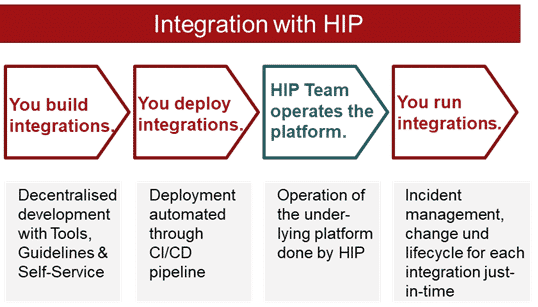 Integration with HIP
You build
integrations.
You deploy
integrations.
HIP Team
operates the
platform.
You run
integrations.
Decentralised
development
with Tools,
Guidelines &
Self-Service
Deployment
automated
through
CI/CD
pipeline
Operation of
the under-
lying platform
done by HIP
Incident
management,
change und
lifecycle for each
integration just-
in-time